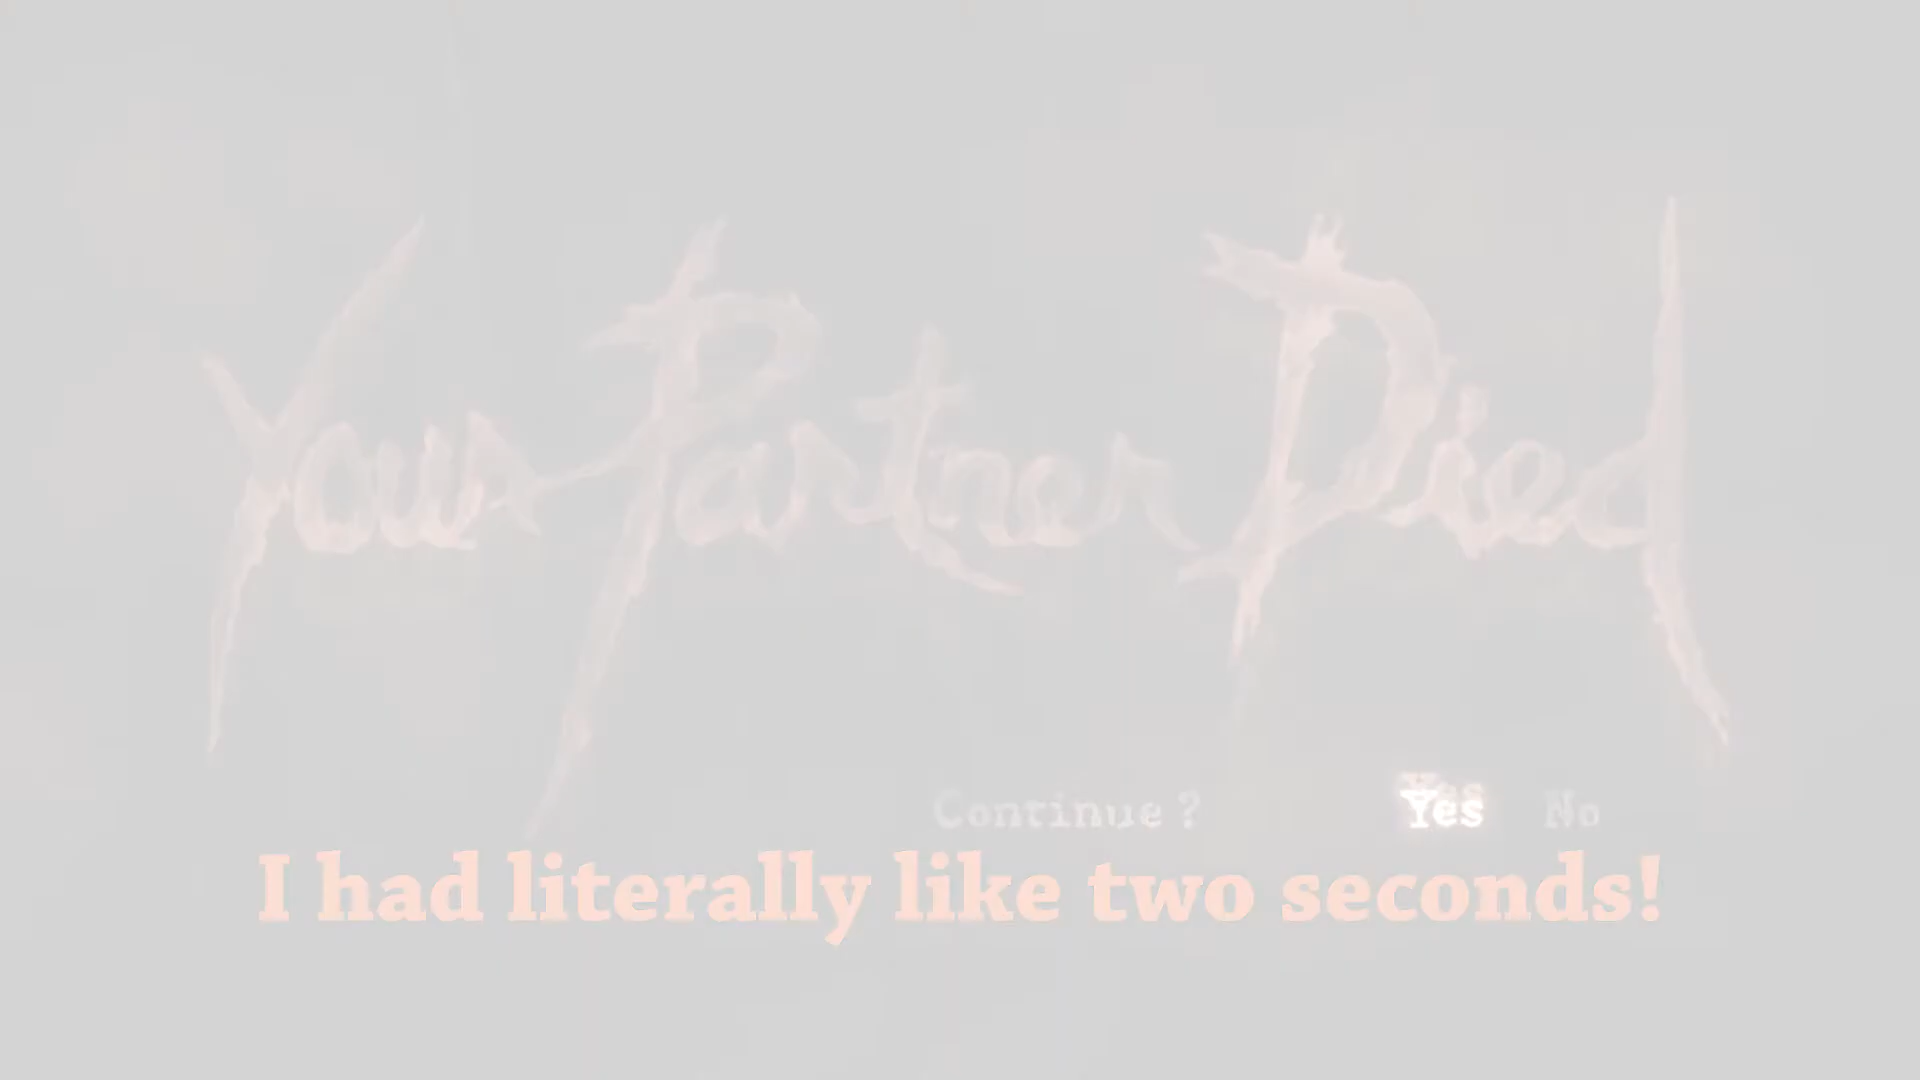 Your Partner Died
Continue? Yes No
I had literally like two seconds!